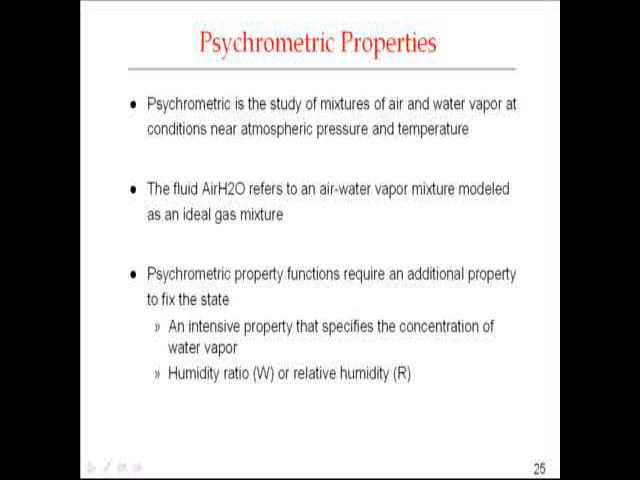 Psychrometric Properties
● Psychrometric is the study of mixtures of air and water vapor at
conditions near atmospheric pressure and temperature
● The fluid AirH2O refers to an air-water vapor mixture modeled
as an ideal gas mixture
● Psychrometric property functions require an additional property
to fix the state
» An intensive property that specifies the concentration of
water vapor
» Humidity ratio (W) or relative humidity (R)
25